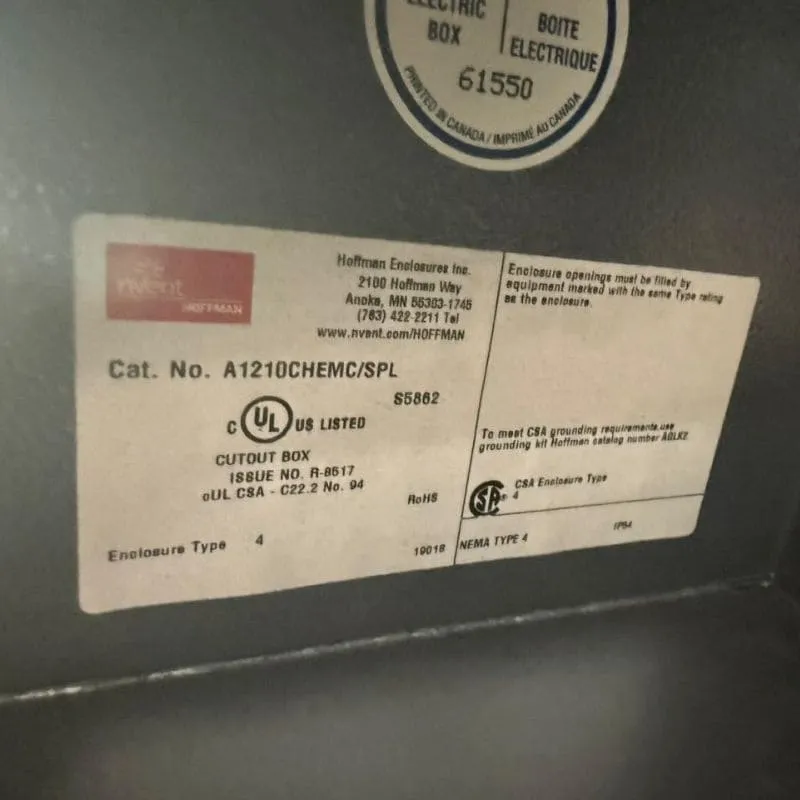 ELECTRIC
BOX
BOITE
ELECTRIQUE
61550
PRINTED IN CANADA / IMPRIMÉ AU CANADA
nvent
HOFFMAN
Hoffman Enclosures Inc.
2100 Hoffman Way
Anoka, MN 55303-1745
(763) 422-2211 Tel
www.nvent.com/HOFFMAN
Cat. No. A1210CHEMC/SPL
S5862
C UL US LISTED
CUTOUT BOX
ISSUE NO. R-8517
cUL CSA - C22.2 No. 94
RoHS
Enclosure Type 4
19018
Enclosure openings must be filled by
equipment marked with the same Type rating
as the enclosure.
To meet CSA grounding requirements use
grounding kit Hoffman catalog number
SA ® CSA Enclosure Type
4
NEMA TYPE 4